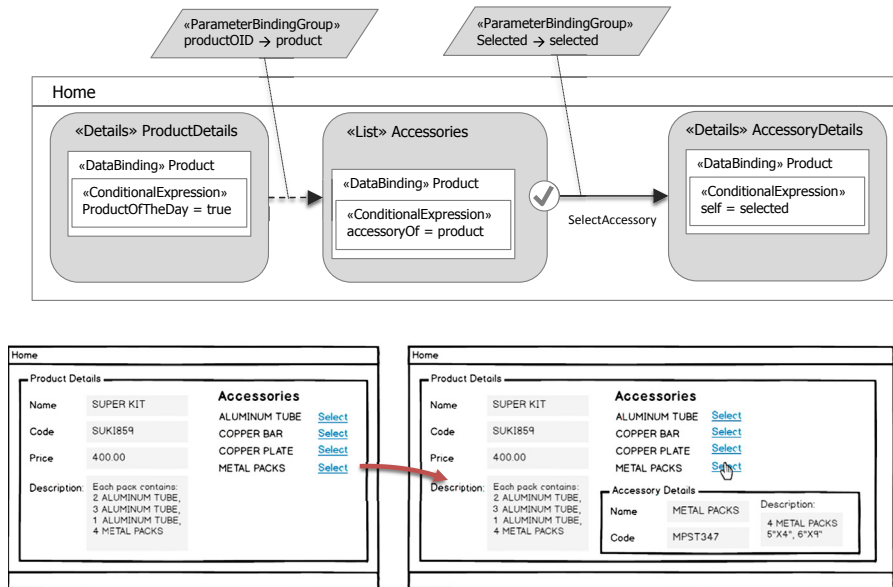 «ParameterBindingGroup»
productOID → product
«ParameterBindingGroup»
Selected → selected
Home
«Details» ProductDetails
«DataBinding» Product
«ConditionalExpression»
ProductOfTheDay = true
«List» Accessories
«DataBinding» Product
«ConditionalExpression»
accessoryOf = product
SelectAccessory
«Details» AccessoryDetails
«DataBinding» Product
«ConditionalExpression»
self = selected
Home
Product Details
Name SUPER KIT
Code SUKI859
Price 400.00
Description: Each pack contains:
2 ALUMINUM TUBE,
3 ALUMINUM TUBE,
1 ALUMINUM TUBE,
4 METAL PACKS
Accessories
ALUMINUM TUBE Select
COPPER BAR Select
COPPER PLATE Select
METAL PACKS Select
Home
Product Details
Name SUPER KIT
Code SUKI859
Price 400.00
Description: Each pack contains:
2 ALUMINUM TUBE,
3 ALUMINUM TUBE,
1 ALUMINUM TUBE,
4 METAL PACKS
Accessories
ALUMINUM TUBE Select
COPPER BAR Select
COPPER PLATE Select
METAL PACKS Select
Accessory Details
Name METAL PACKS
Code MPST347
Description:
4 METAL PACKS
5"X4", 6"X9"